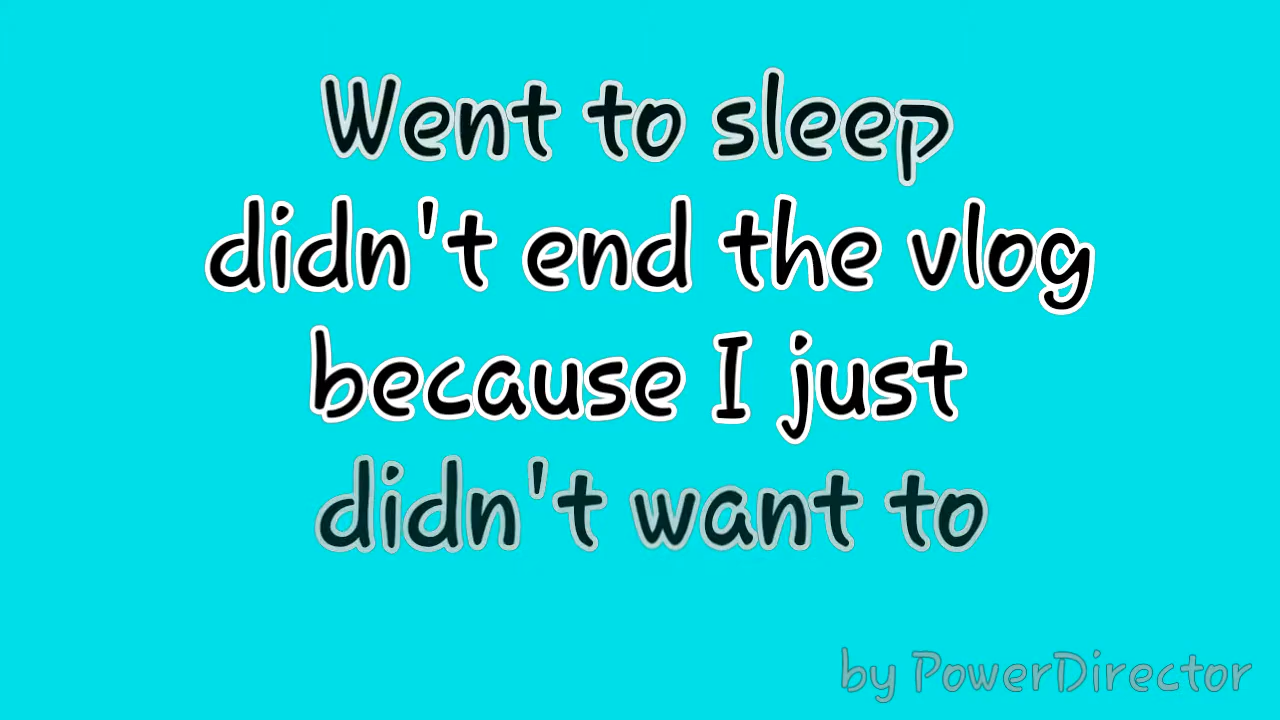 Went to sleep
didn't end the vlog
because I just
didn't want to
by PowerDirector